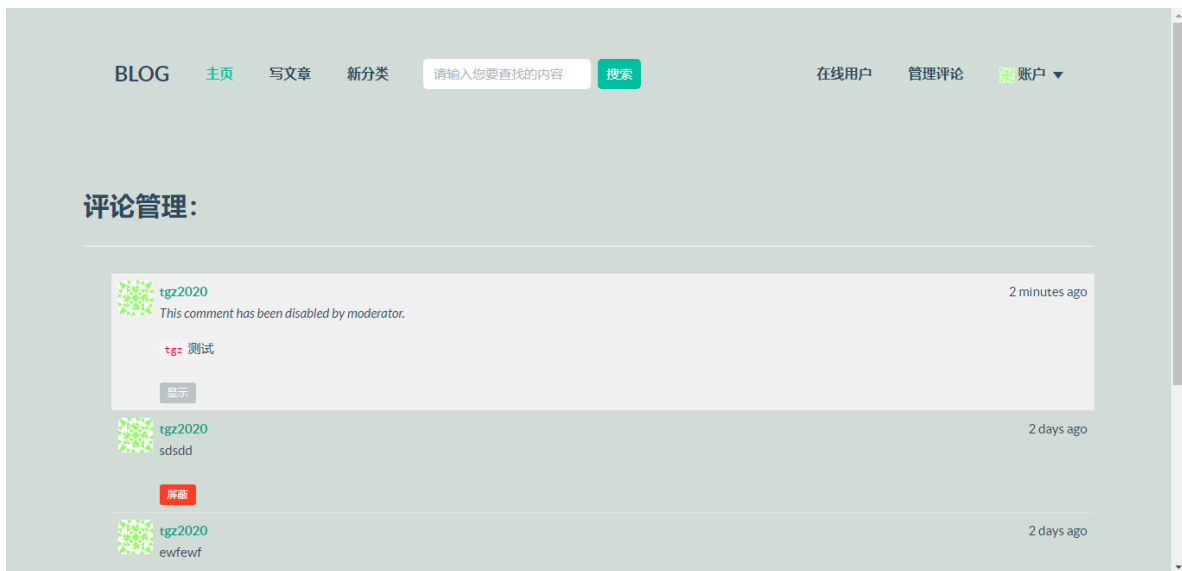 BLOG 主页 写文章 新分类 请输入您要查找的内容 搜索 在线用户 管理评论 账户
评论管理：
tgz2020 2 minutes ago
This comment has been disabled by moderator.
tgz 测试
显示
tgz2020 2 days ago
sdsdd
屏蔽
tgz2020 2 days ago
ewfewf